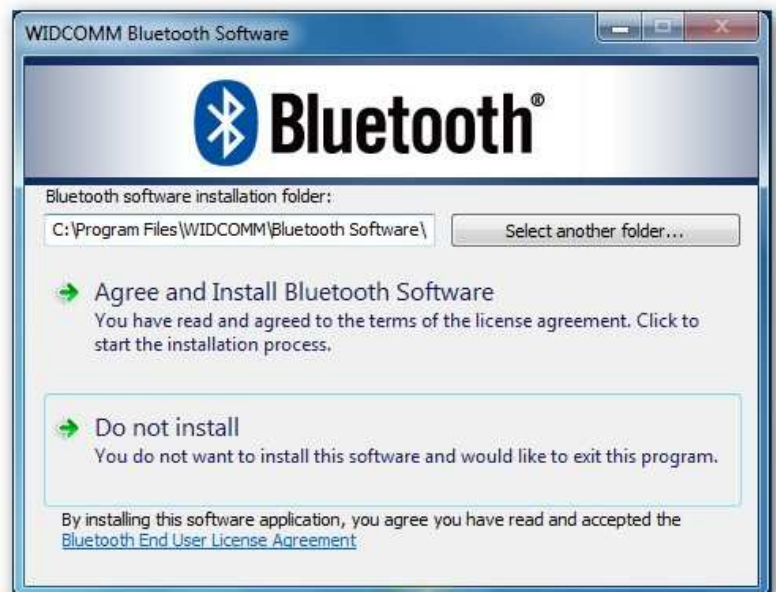 WIDCOMM Bluetooth Software
Bluetooth®
Bluetooth software installation folder:
C:\Program Files\WIDCOMM\Bluetooth Software\
Select another folder...
Agree and Install Bluetooth Software
You have read and agreed to the terms of the license agreement. Click to
start the installation process.
Do not install
You do not want to install this software and would like to exit this program.
By installing this software application, you agree you have read and accepted the
Bluetooth End User License Agreement